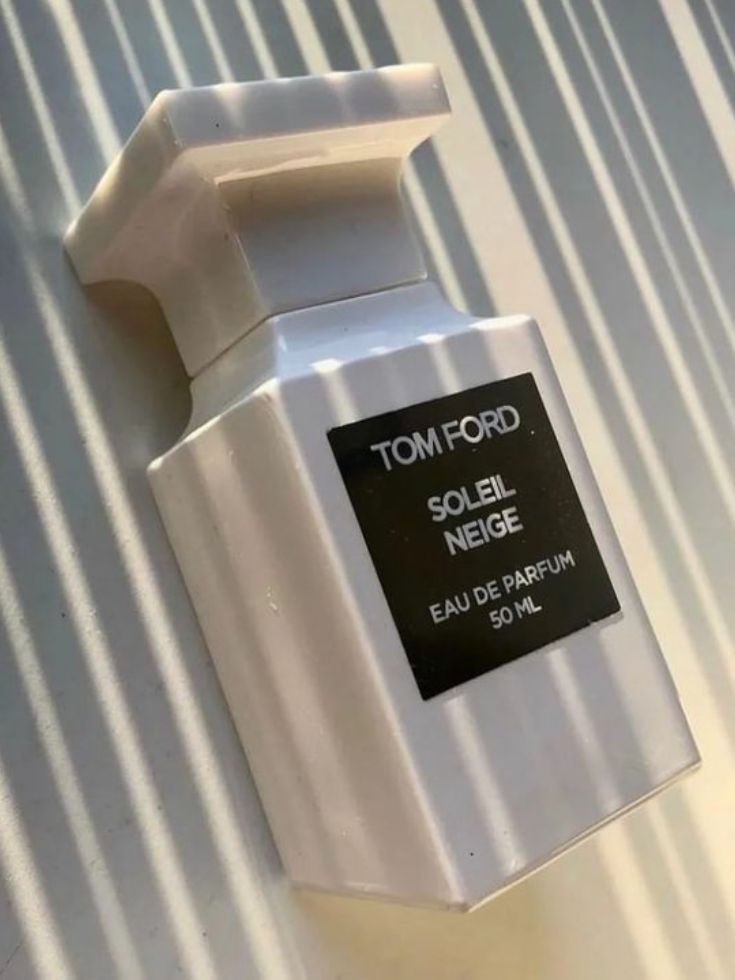 TOM FORD
SOLEIL
NEIGE
EAU DE PARFUM
50 ML